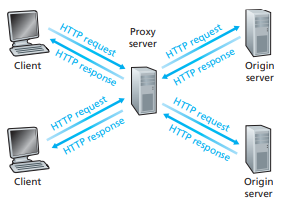 HTTP request
HTTP response
Client
Proxy
server
HTTP request
HTTP response
Origin
server
HTTP request
HTTP response
Client
HTTP request
HTTP response
Origin
server